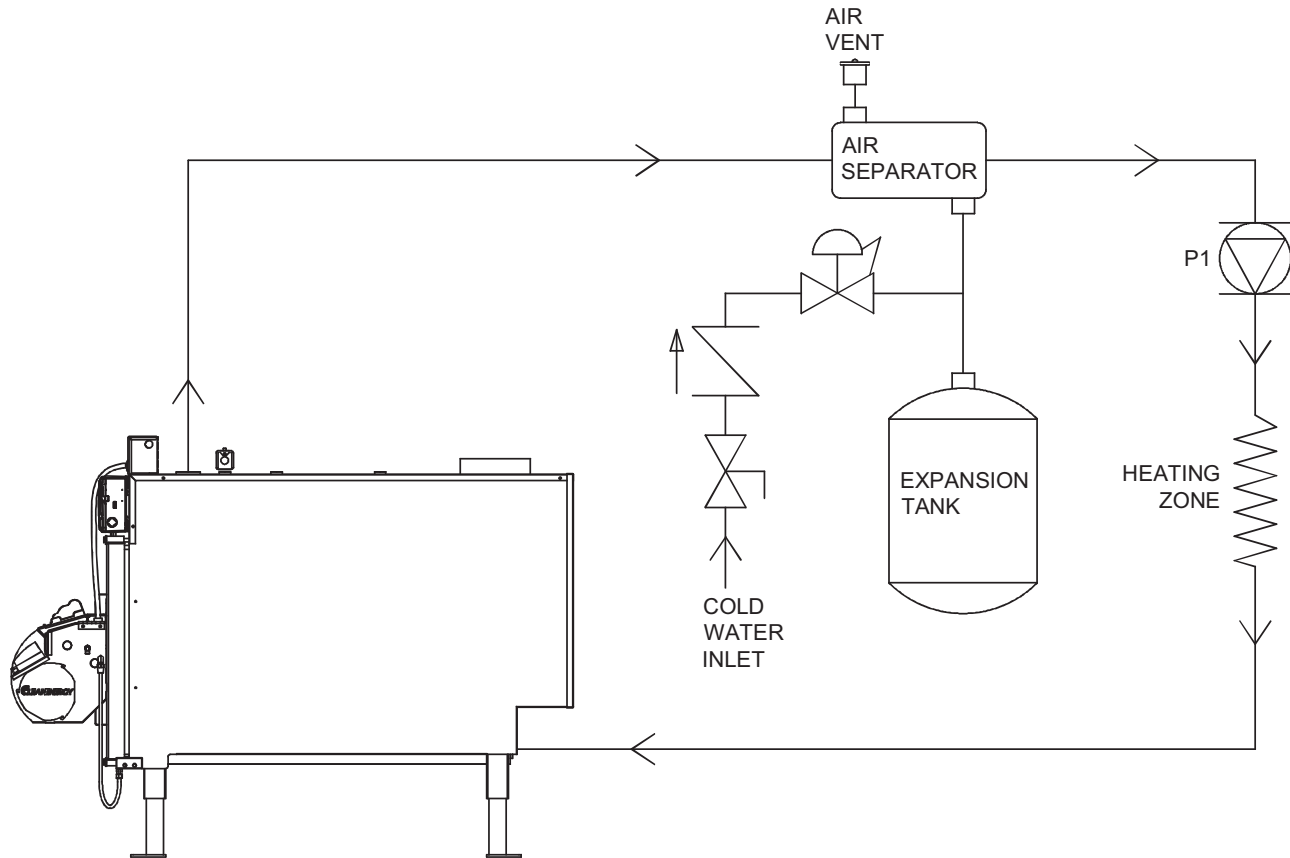 AIR
VENT
AIR
SEPARATOR
P1
EXPANSION
TANK
HEATING
ZONE
COLD
WATER
INLET